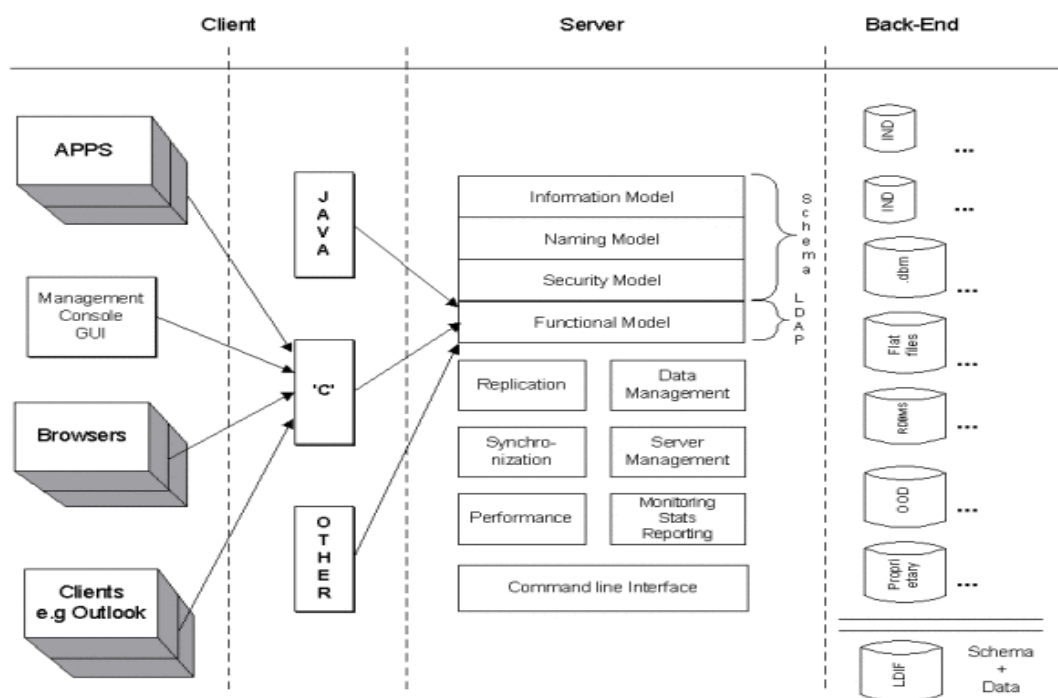 Client
Server
Back-End
APPS
Management
Console
GUI
Browsers
Clients
e.g Outlook
JAVA
'C'
OTHER
Information Model
Naming Model
Security Model
Functional Model
Schema
LDAP
Replication
Data
Management
Synchro-
nization
Server
Management
Performance
Monitoring
Stats
Reporting
Command line Interface
IND
...
IND
...
.dbm
...
Flat
files
...
RDBMS
...
OOD
...
Propri
etary
...
LDIF
Schema
+
Data